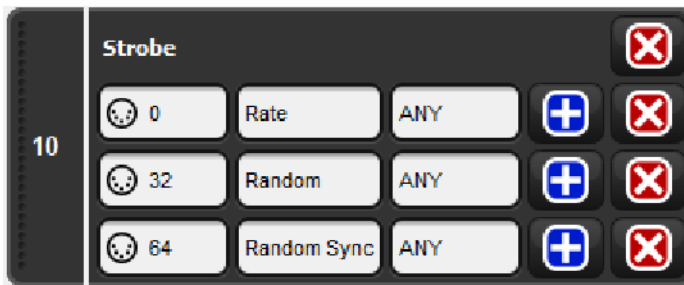 Strobe
10
0 Rate ANY
32 Random ANY
64 Random Sync ANY